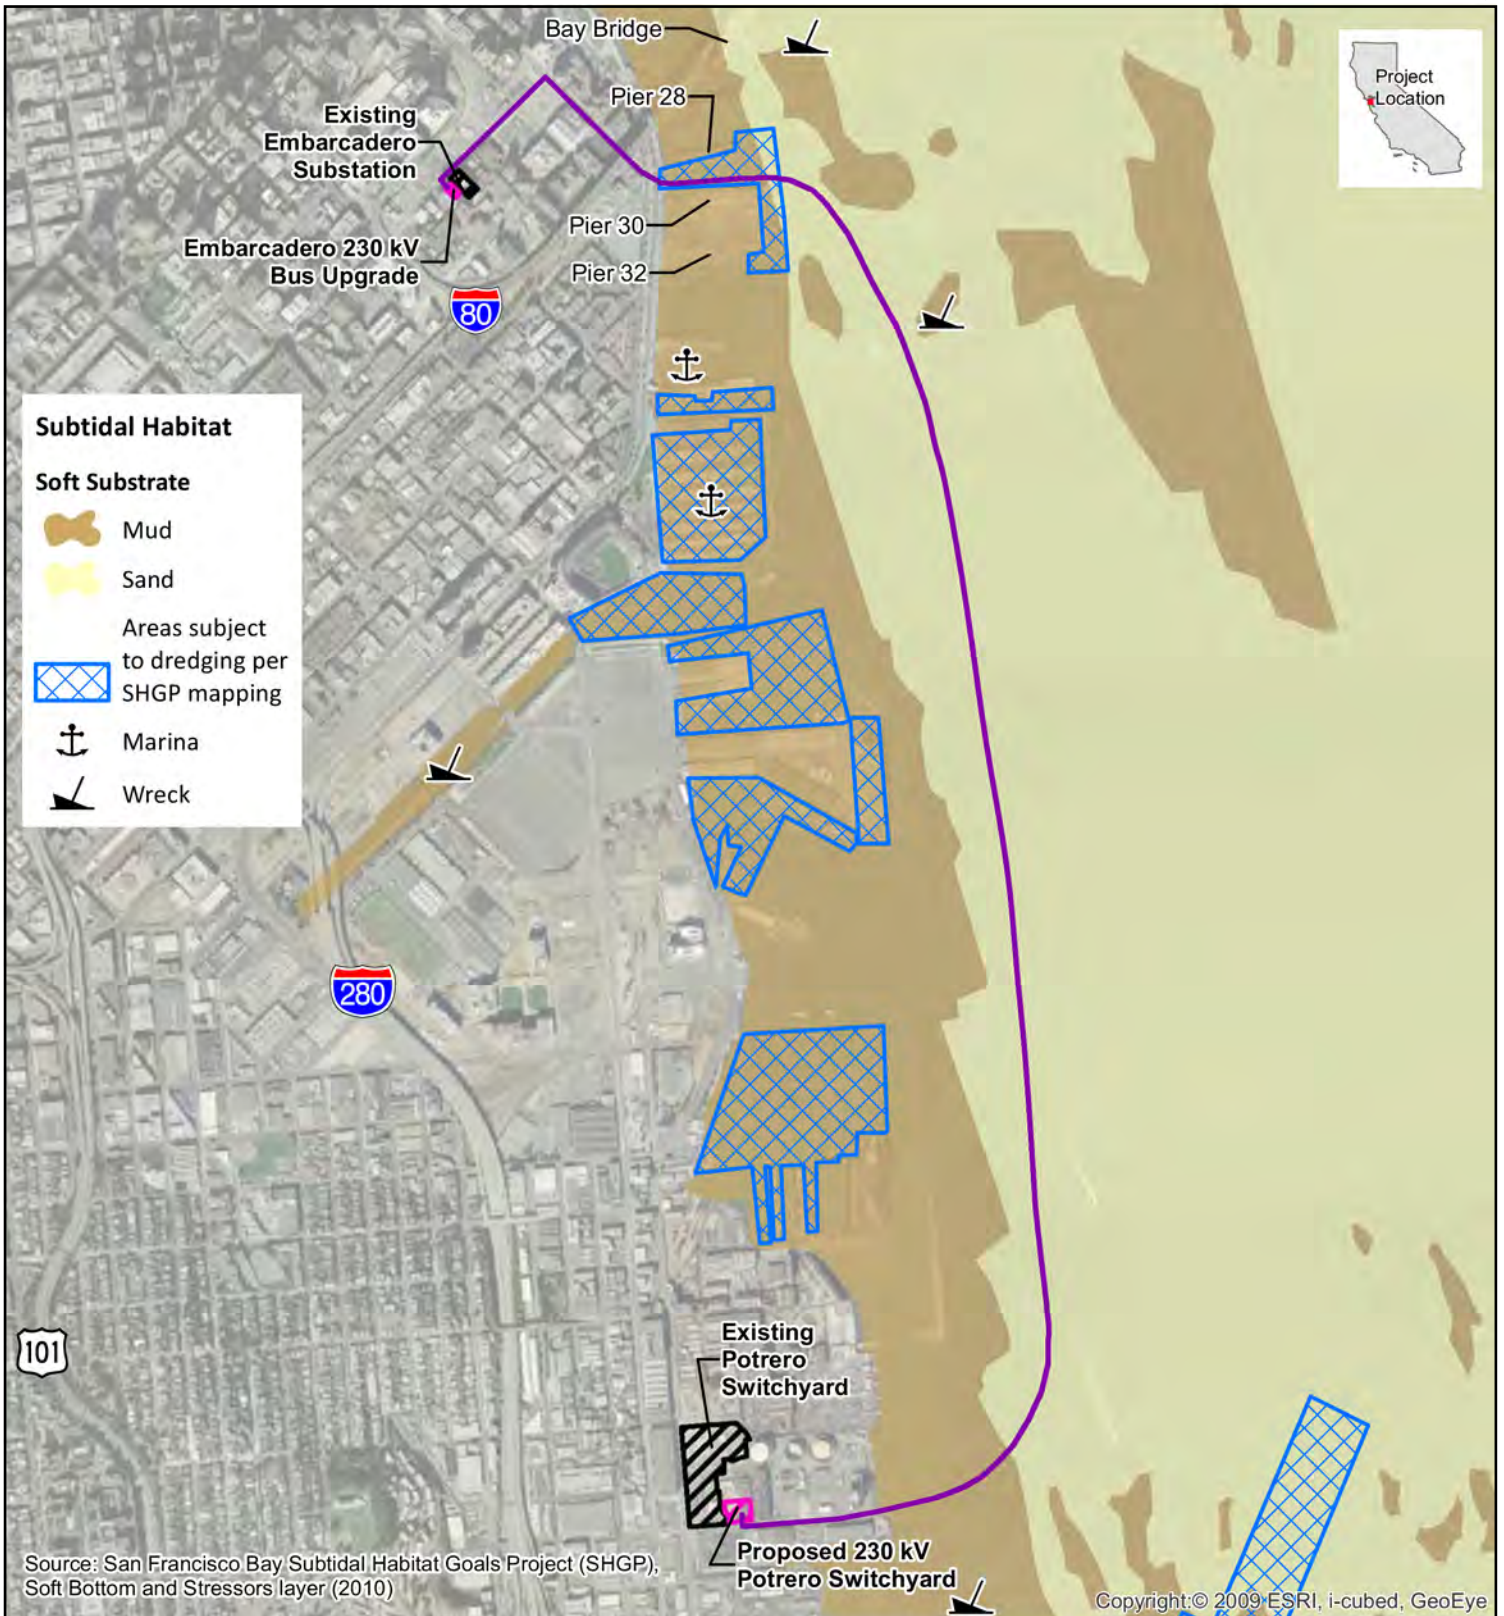 Bay Bridge
Project
Location
Pier 28
Existing
Embarcadero
Substation
Pier 30
Embarcadero 230 kV
Bus Upgrade
Pier 32
80
Subtidal Habitat
Soft Substrate
Mud
Sand
Areas subject
to dredging per
SHGP mapping
Marina
Wreck
280
101
Existing
Potrero
Switchyard
Proposed 230 kV
Potrero Switchyard
Source: San Francisco Bay Subtidal Habitat Goals Project (SHGP),
Soft Bottom and Stressors layer (2010)
Copyright:© 2009 ESRI, i-cubed, GeoEye